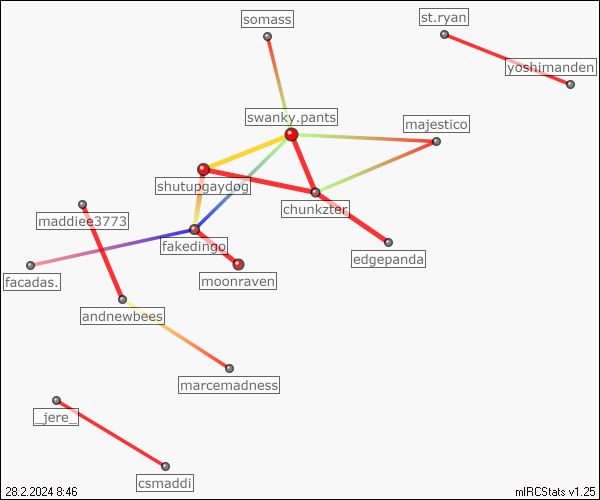 somass
st.ryan
yoshimanden
swanky.pants
majestico
shutupgaydog
chunkzter
maddiee3773
fakedingo
edgepanda
facadas.
moonraven
andnewbees
marcemadness
_jere_
csmaddi
28.2.2024 8:46
mIRCStats v1.25